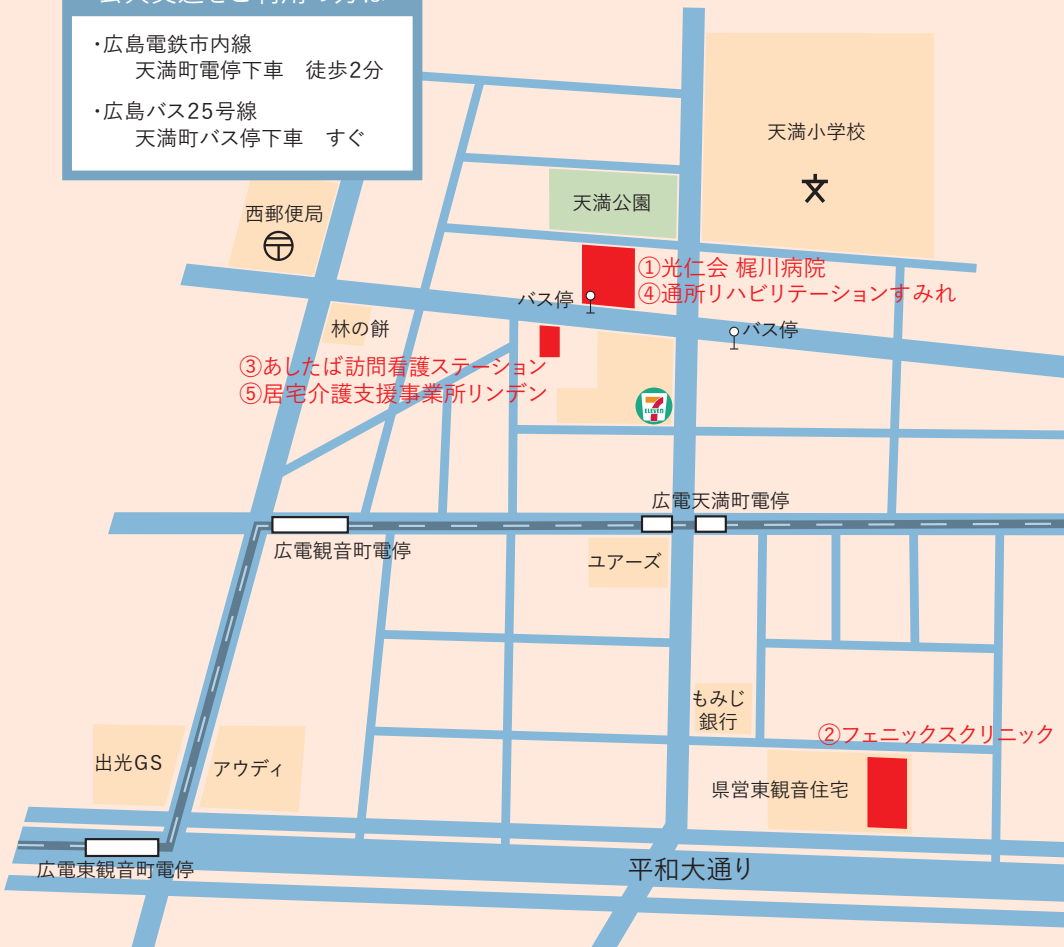 ・広島電鉄市内線
天満町電停下車　徒歩2分
・広島バス25号線
天満町バス停下車　すぐ
天満小学校
天満公園
西郵便局
①光仁会 梶川病院
④通所リハビリテーションすみれ
バス停
バス停
林の餅
③あしたば訪問看護ステーション
⑤居宅介護支援事業所リンデン
7
ELEVEN
広電天満町電停
広電観音町電停
ユアーズ
もみじ
銀行
②フェニックスクリニック
出光GS
アウディ
県営東観音住宅
平和大通り
広電東観音町電停